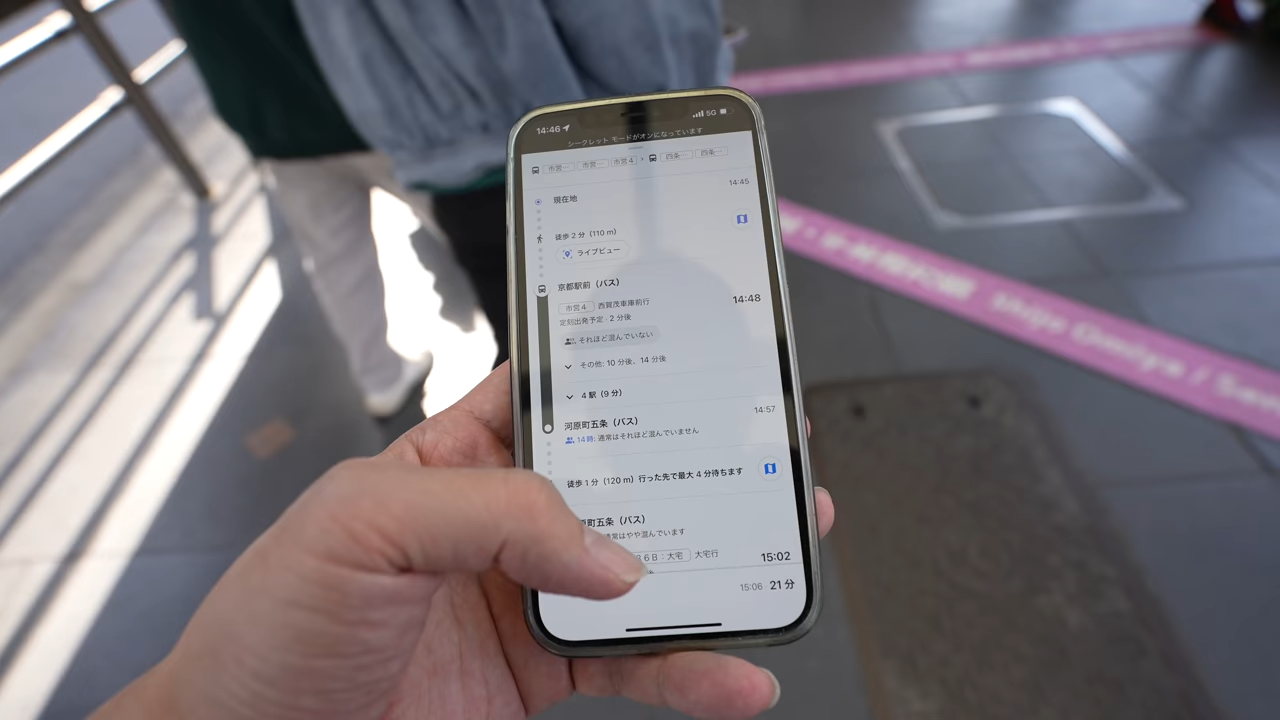 14:46 5G
シークレット モードがオンになっています
市営… 市営… 市営4 › 四条… 四条…
14:45
現在地
徒歩 2 分（110 m）
ライブビュー
京都駅前（バス）
市営4 西賀茂車庫前行 14:48
定刻出発予定 · 2 分後
それほど混んでいない
その他: 10 分後、14 分後
4 駅（9 分）
14:57
河原町五条（バス）
14 時: 通常はそれほど混んでいません
徒歩 1 分（120 m）行った先で最大 4 分待ちます
原町五条（バス）
通常はやや混んでいます
86B：大宅 大宅行 15:02
15:06 · 21 分